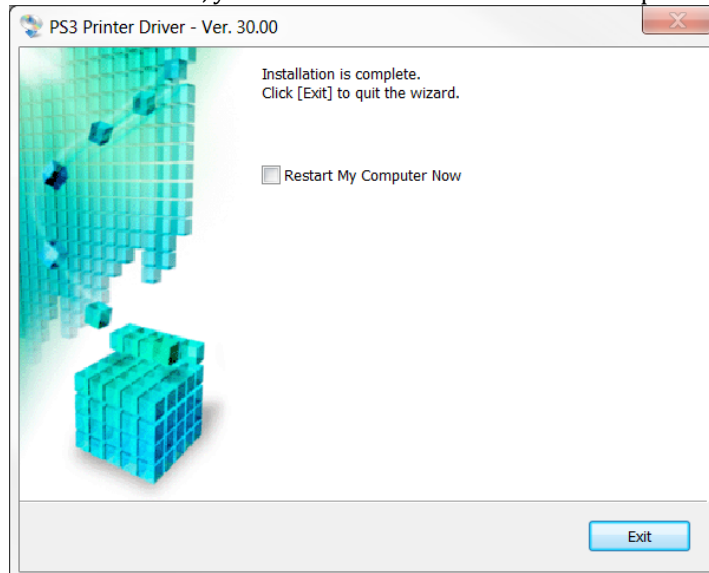 PS3 Printer Driver - Ver. 30.00
Installation is complete.
Click [Exit] to quit the wizard.
Restart My Computer Now
Exit